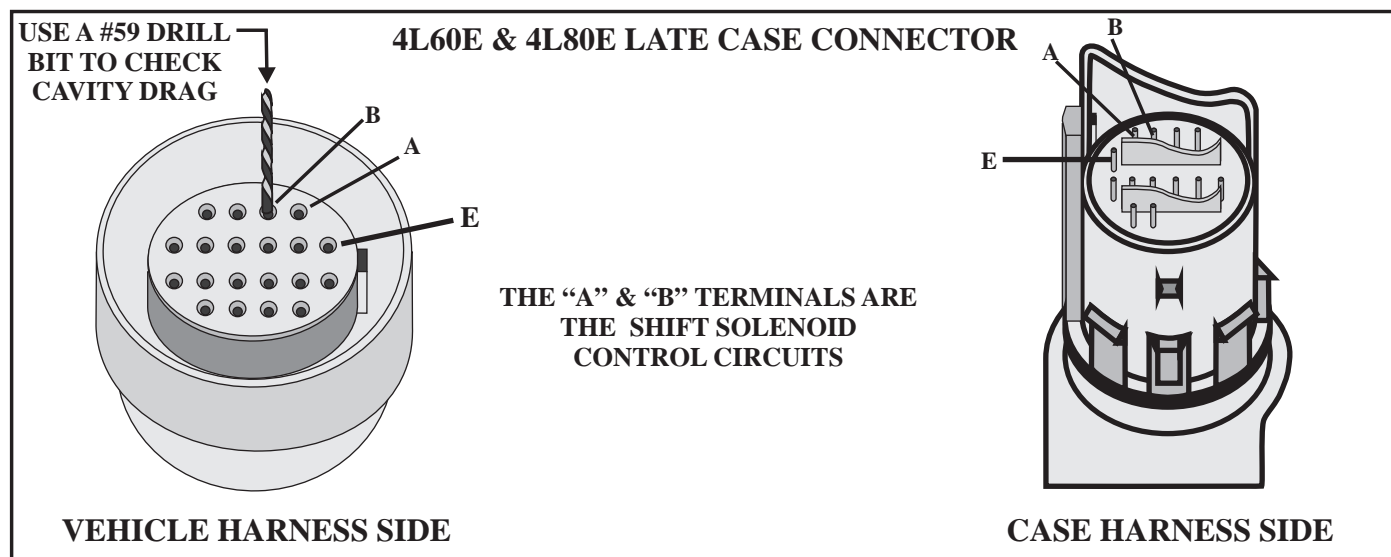 USE A #59 DRILL
BIT TO CHECK
CAVITY DRAG
4L60E & 4L80E LATE CASE CONNECTOR
B
A
E
THE “A” & “B” TERMINALS ARE
THE SHIFT SOLENOID
CONTROL CIRCUITS
B
A
E
VEHICLE HARNESS SIDE
CASE HARNESS SIDE